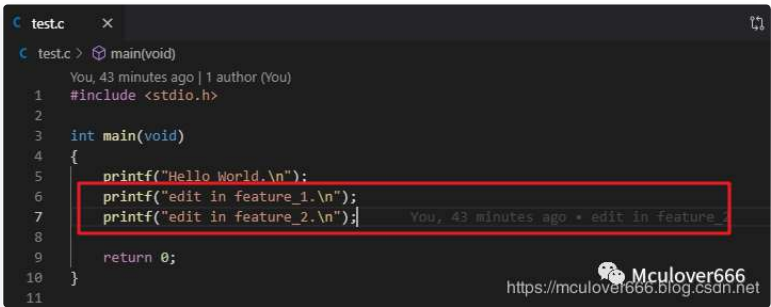 test.c
test.c > main(void)
You, 43 minutes ago | 1 author (You)
1 #include <stdio.h>
2
3 int main(void)
4 {
5 printf("Hello World.\n");
6 printf("edit in feature_1.\n");
7 printf("edit in feature_2.\n"); You, 43 minutes ago • edit in feature_2
8
9 return 0;
10 }
11
Mculover666
https://mculover666.blog.csdn.net